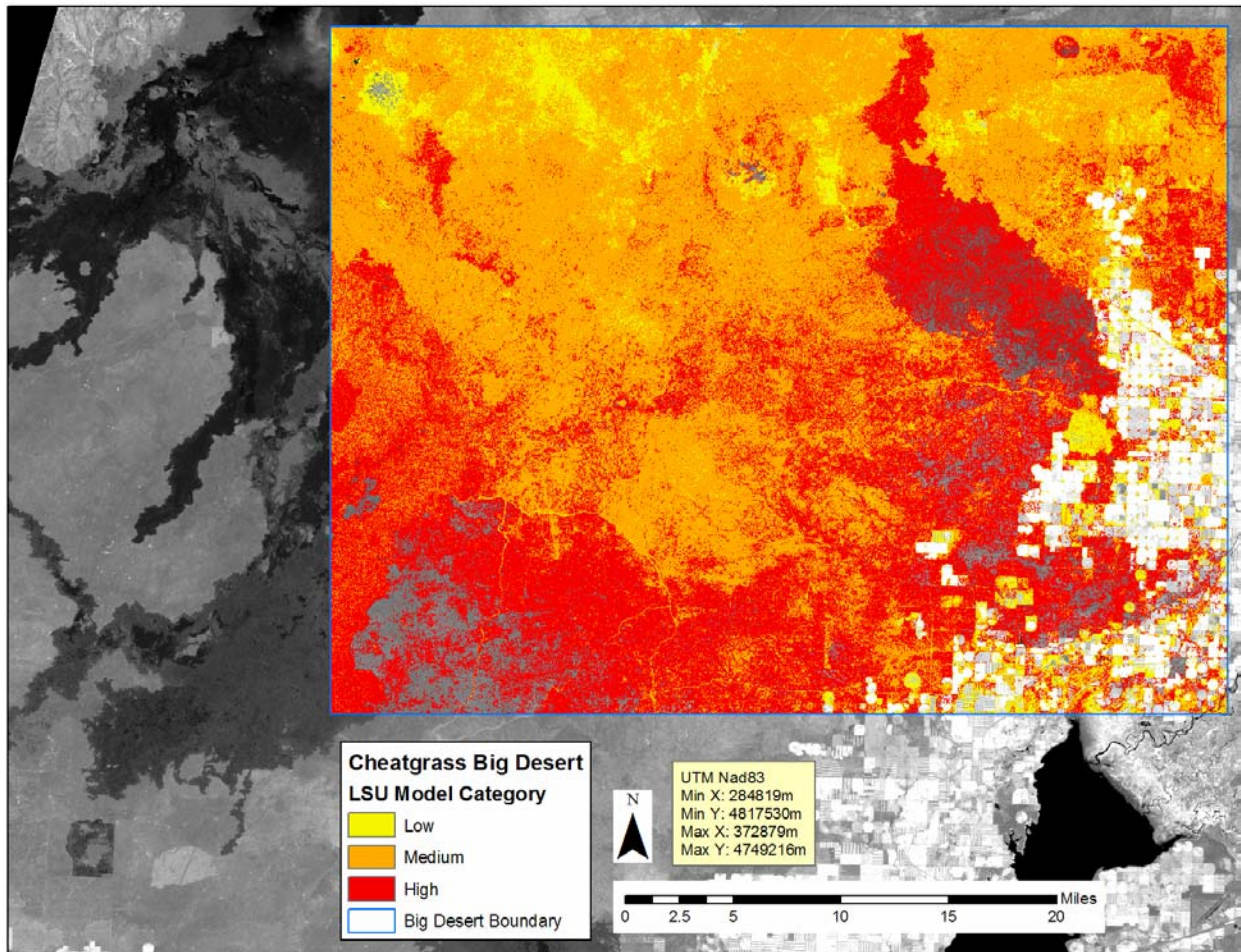 Cheatgrass Big Desert
LSU Model Category
Low
Medium
High
Big Desert Boundary
N
UTM Nad83
Min X: 284819m
Min Y: 4817530m
Max X: 372879m
Max Y: 4749216m
Miles
0 2.5 5 10 15 20